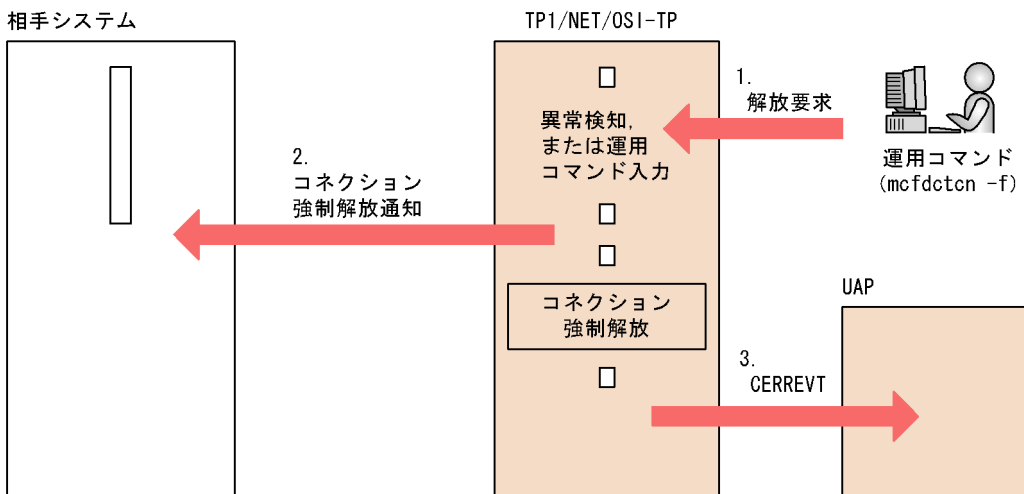 相手システム
TP1/NET/OSI-TP
1.
解放要求
異常検知,
または運用
コマンド入力
運用コマンド
(mcfdctcn -f)
2.
コネクション
強制解放通知
コネクション
強制解放
UAP
3.
CERREVT